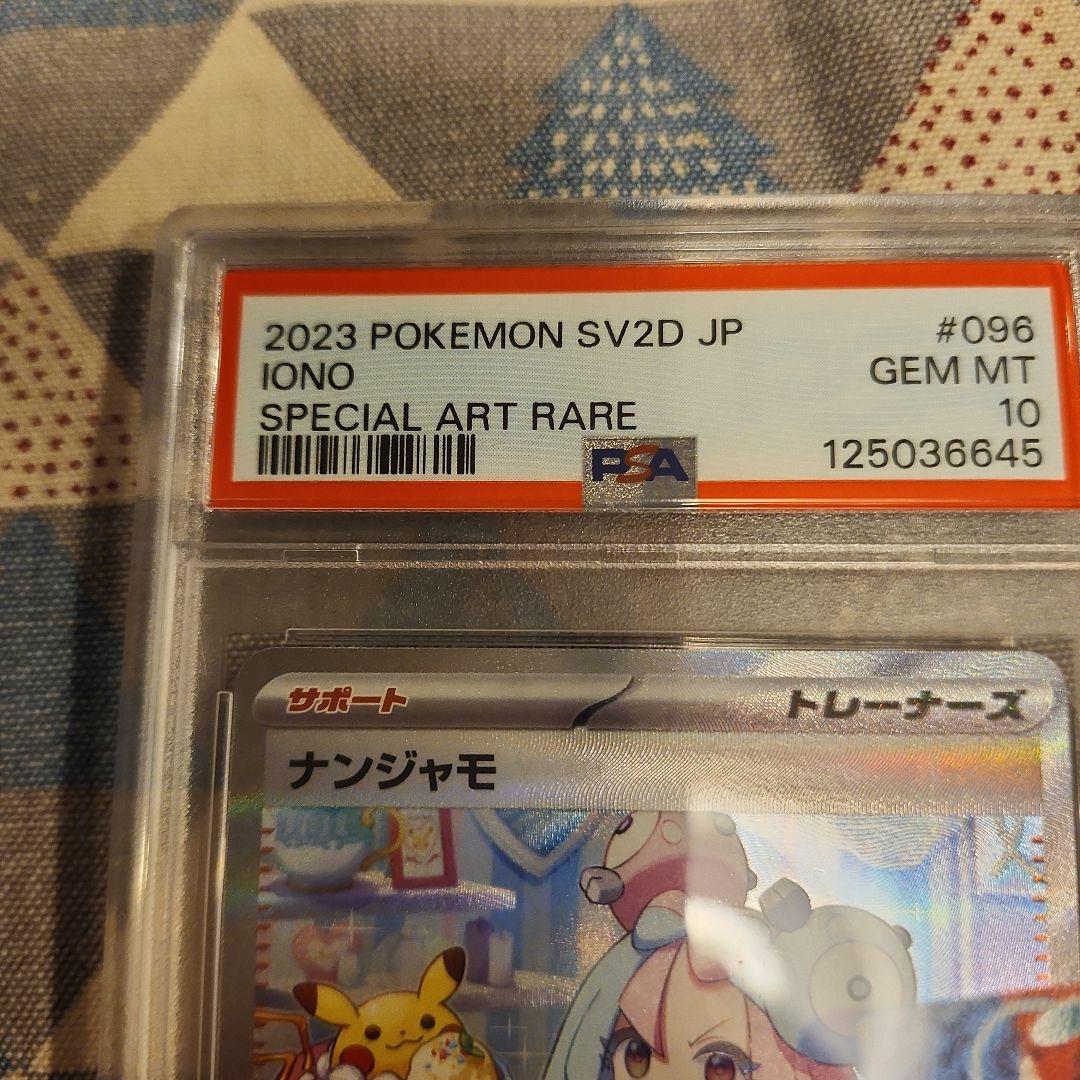 2023 POKEMON SV2D JP #096
IONO GEM MT
SPECIAL ART RARE 10
PSA 125036645
サポート トレーナーズ
ナンジャモ